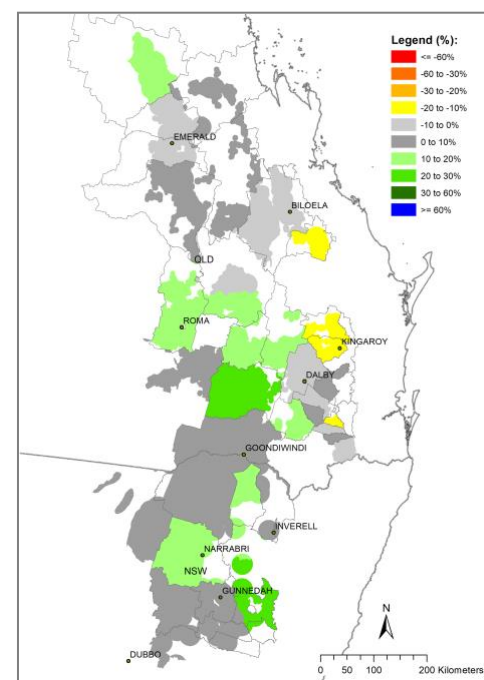 Legend (%):
<= -60%
-60 to -30%
-30 to -20%
-20 to -10%
-10 to 0%
0 to 10%
10 to 20%
20 to 30%
30 to 60%
>= 60%
EMERALD
BILOELA
QLD
ROMA
KINGAROY
DALBY
GOONDIWINDI
INVERELL
NARRABRI
NSW
GUNNEDAH
N
DUBBO
0 50 100 200 Kilometers